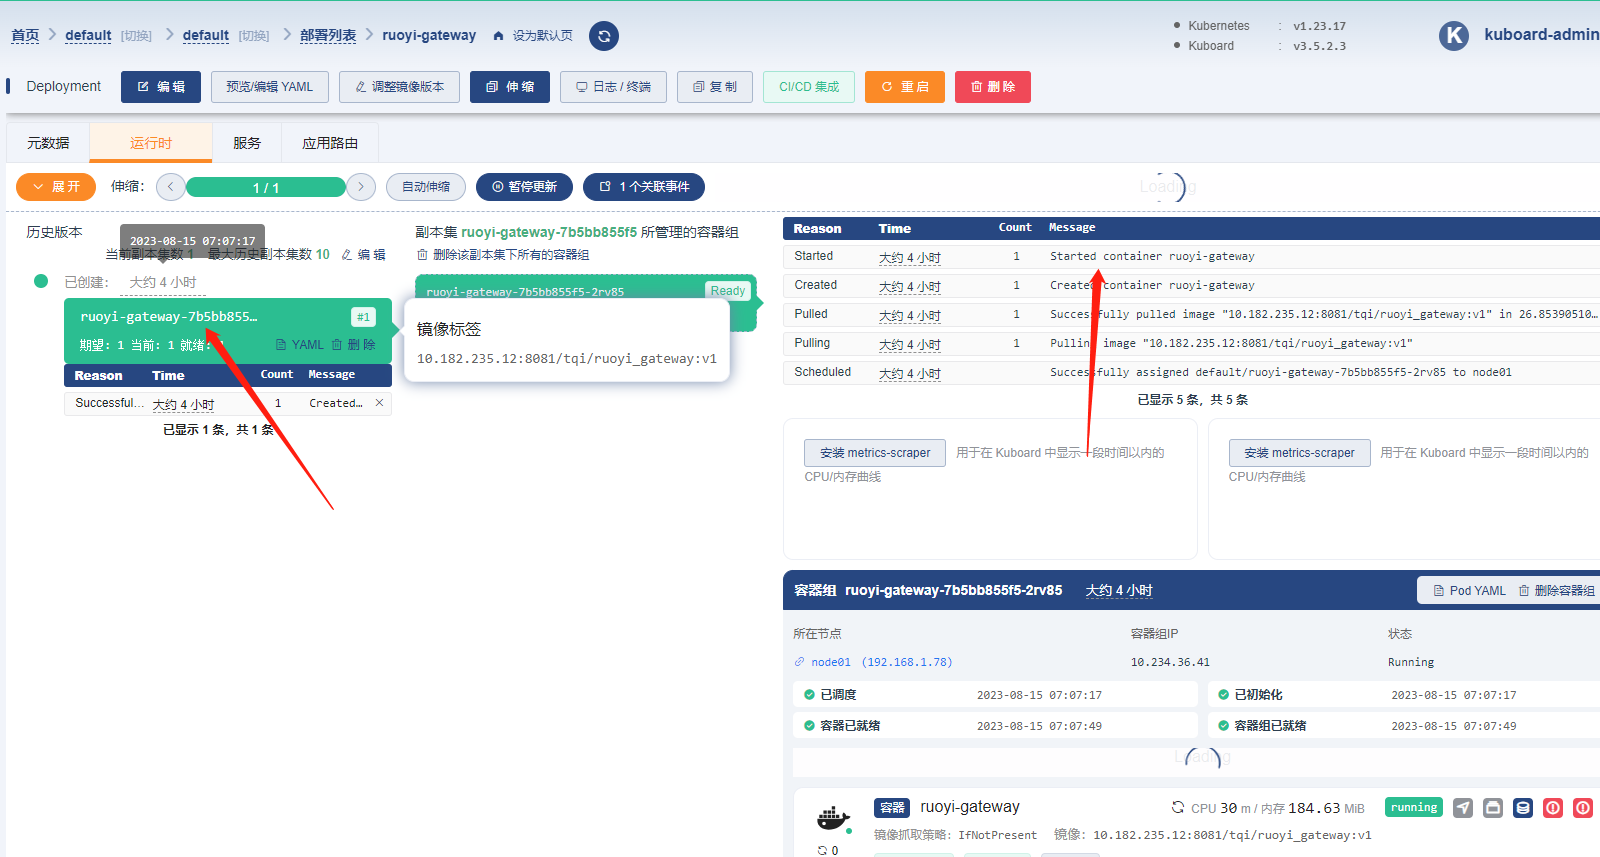 首页 default [切换] default [切换] 部署列表 ruoyi-gateway 设为默认页
Kubernetes : v1.23.17
Kuboard : v3.5.2.3
K kuboard-admin
Deployment 编 辑 预览/编辑 YAML 调整镜像版本 伸 缩 日志 / 终端 复 制 CI/CD 集成 重 启 删 除
元数据 运行时 服务 应用路由
展 开 伸缩: 1 / 1 自动伸缩 暂停更新 1 个关联事件
Loading
历史版本
2023-08-15 07:07:17
当前副本集数 1 最大历史副本集数 10 编 辑
已创建: 大约 4 小时
ruoyi-gateway-7b5bb855… #1
期望: 1 当前: 1 就绪: YAML 删 除
Reason Time Count Message
Successful… 大约 4 小时 1 Created…
已显示 1 条，共 1 条
副本集 ruoyi-gateway-7b5bb855f5 所管理的容器组
删除该副本集下所有的容器组
ruoyi-gateway-7b5bb855f5-2rv85 Ready
镜像标签
10.182.235.12:8081/tqi/ruoyi_gateway:v1
Reason Time Count Message
Started 大约 4 小时 1 Started container ruoyi-gateway
Created 大约 4 小时 1 Created container ruoyi-gateway
Pulled 大约 4 小时 1 Successfully pulled image "10.182.235.12:8081/tqi/ruoyi_gateway:v1" in 26.85390510…
Pulling 大约 4 小时 1 Pulling image "10.182.235.12:8081/tqi/ruoyi_gateway:v1"
Scheduled 大约 4 小时 Successfully assigned default/ruoyi-gateway-7b5bb855f5-2rv85 to node01
已显示 5 条，共 5 条
安装 metrics-scraper 用于在 Kuboard 中显示一段时间以内的
CPU/内存曲线
安装 metrics-scraper 用于在 Kuboard 中显示一段时间以内的
CPU/内存曲线
容器组 ruoyi-gateway-7b5bb855f5-2rv85 大约 4 小时 Pod YAML 删除容器组
所在节点 容器组IP 状态
node01 (192.168.1.78) 10.234.36.41 Running
已调度 2023-08-15 07:07:17 已初始化 2023-08-15 07:07:17
容器已就绪 2023-08-15 07:07:49 容器组已就绪 2023-08-15 07:07:49
Loading
容器 ruoyi-gateway CPU 30 m / 内存 184.63 MiB running
镜像抓取策略: IfNotPresent 镜像: 10.182.235.12:8081/tqi/ruoyi_gateway:v1
0